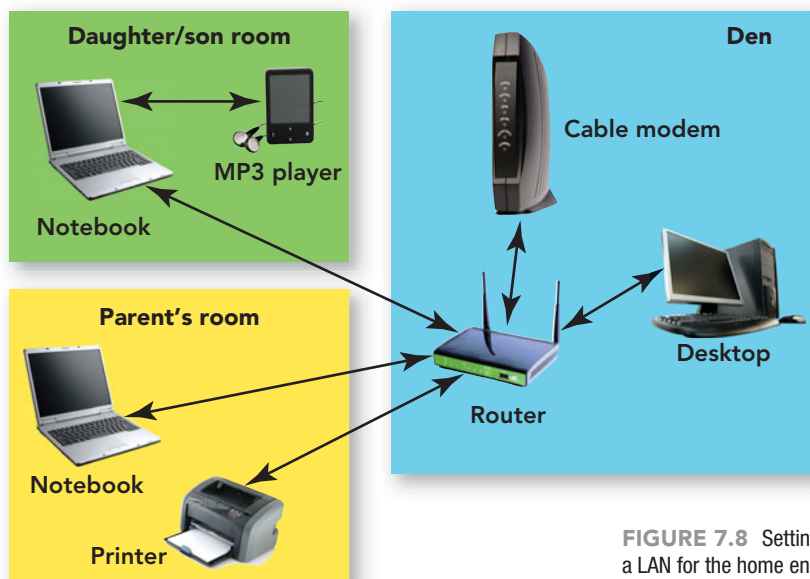 Daughter/son room
MP3 player
Notebook
Parent's room
Notebook
Printer
Den
Cable modem
Desktop
Router
FIGURE 7.8 Settin
a LAN for the home en